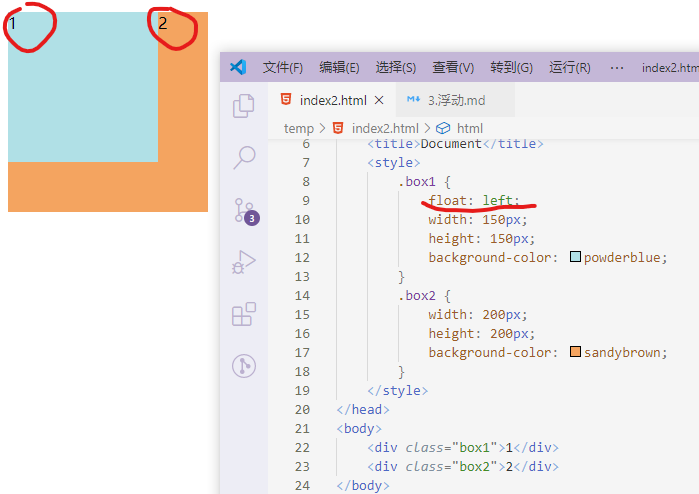 1
2
文件(F) 编辑(E) 选择(S) 查看(V) 转到(G) 运行(R) ··· index2.html
index2.html × 3.浮动.md
temp > index2.html > html
6 <title>Document</title>
7 <style>
8 .box1 {
9 float: left;
10 width: 150px;
11 height: 150px;
12 background-color: powderblue;
13 }
14 .box2 {
15 width: 200px;
16 height: 200px;
17 background-color: sandybrown;
18 }
19 </style>
20 </head>
21 <body>
22 <div class="box1">1</div>
23 <div class="box2">2</div>
24 </body>
3